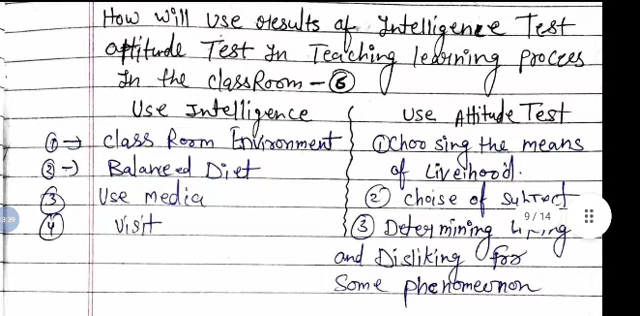 How will use results of Intelligence Test
aptitude Test In Teaching learning process
In the classRoom - ⑥
Use Intelligence
① → class Room Environment
② → Balanced Diet
③ Use media
④ Visit
Use Attitude Test
① Choosing the means
of Liveihood.
② Choise of Subject
③ Determining
and Disliking for
Some phenomeonon
9/14